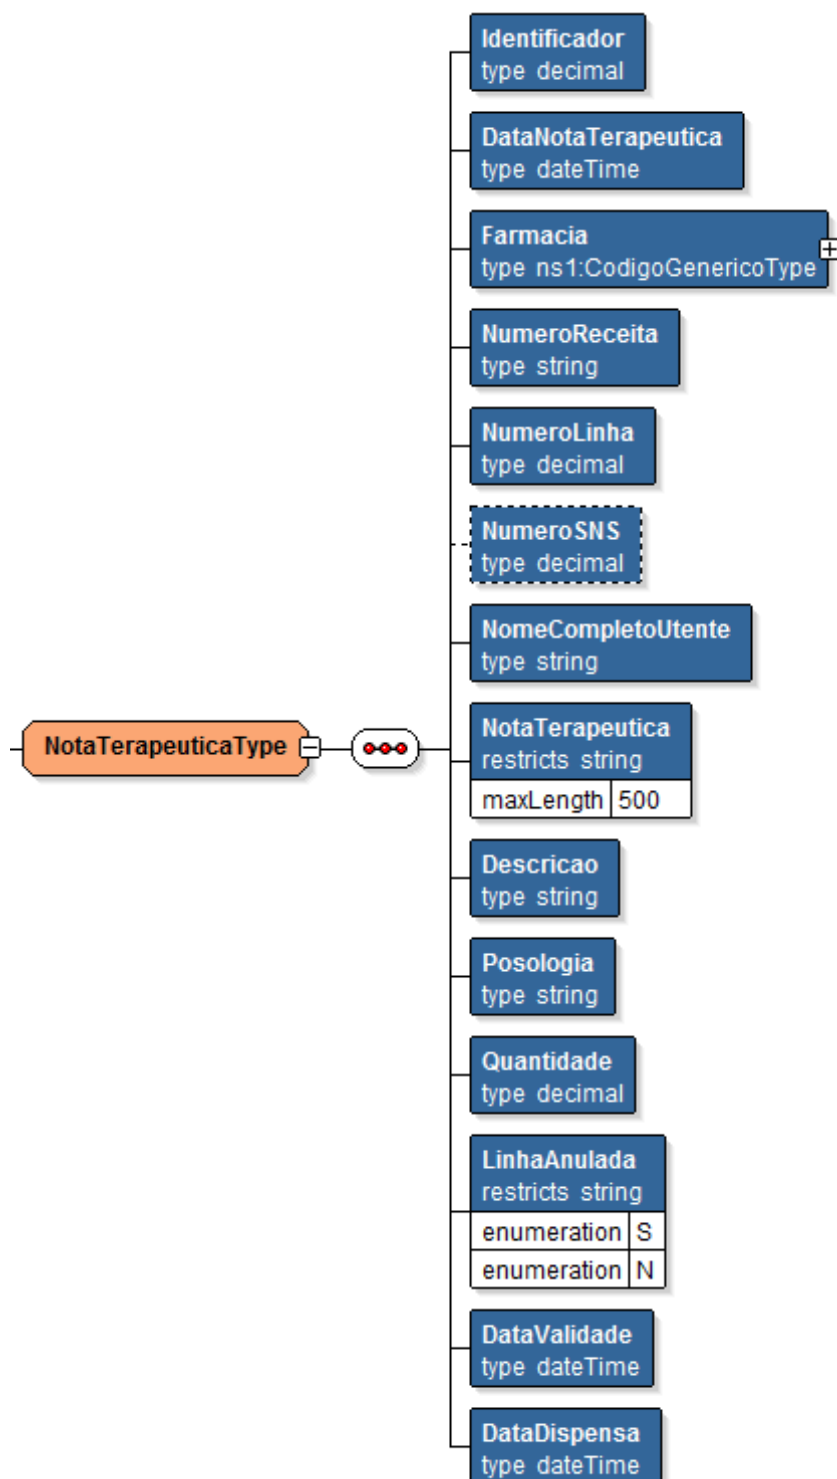 Identificador
type decimal
DataNotaTerapeutica
type dateTime
Farmacia
type ns1:CodigoGenericoType
NumeroReceita
type string
NumeroLinha
type decimal
NumeroSNS
type decimal
NomeCompletoUtente
type string
NotaTerapeuticaType
NotaTerapeutica
restricts string
maxLength 500
Descricao
type string
Posologia
type string
Quantidade
type decimal
LinhaAnulada
restricts string
enumeration S
enumeration N
DataValidade
type dateTime
DataDispensa
type dateTime